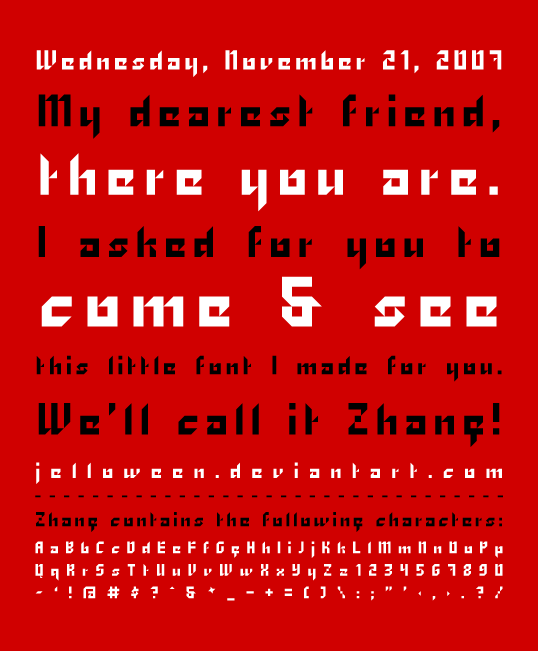 Wednesday, November 21, 2007
My dearest friend,
there you are.
I asked for you to
come & see
this little font I made for you.
We'll call it Zhang!
jelloween.deviantart.com
Zhang contains the following characters:
AaBbCcDdEeFfGgHhIiJjKkLlMmNnOoPp
QqRrSsTtUuVvWwXxYyZz1234567890
~'!@#$?^&*_-+=()\:;"'‹,›.?/